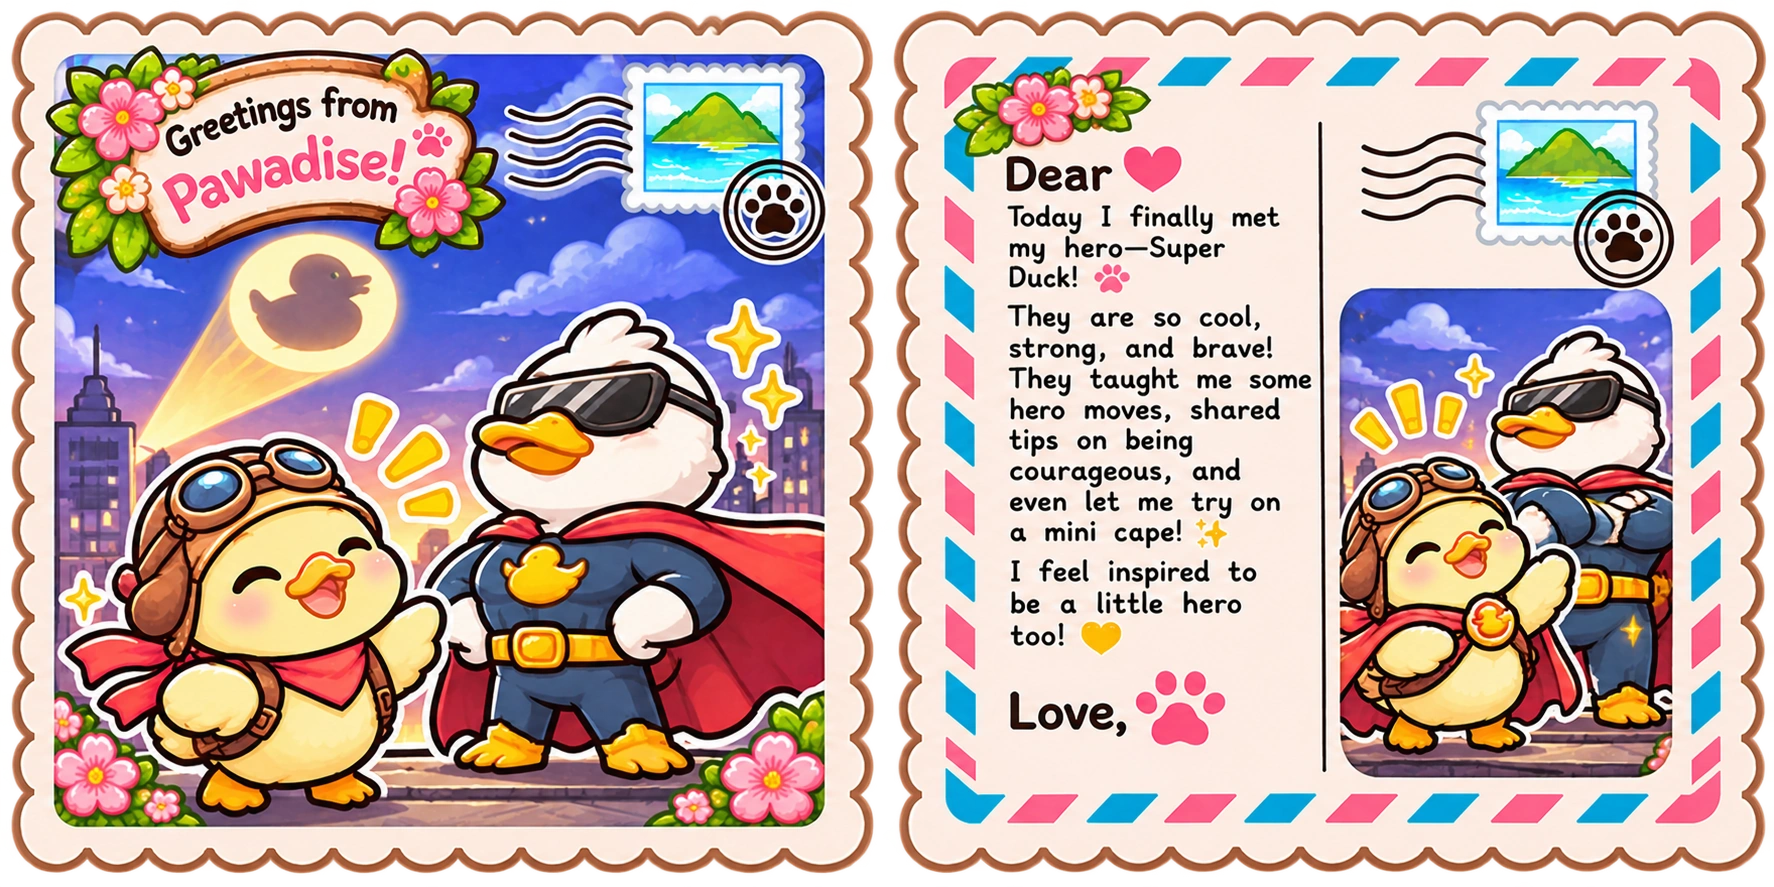 Greetings from
Pawadise!
Dear
Today I finally met
my hero—Super
Duck!
They are so cool,
strong, and brave!
They taught me some
hero moves, shared
tips on being
courageous, and
even let me try on
a mini cape!
I feel inspired to
be a little hero
too!
Love,